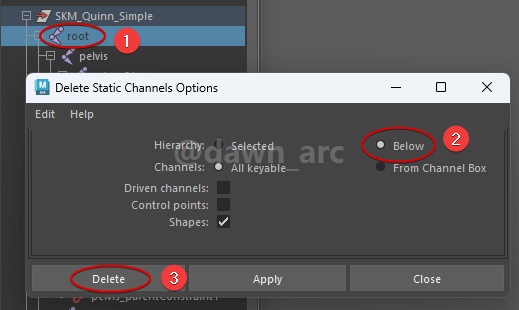 SKM_Quinn_Simple
root
1
pelvis
Delete Static Channels Options
Edit Help
Hierarchy: Selected Below 2
@dawn_arc
Channels: All keyable From Channel Box
Driven channels:
Control points:
Shapes:
Delete 3 Apply Close
pelvis_parentConstraint1